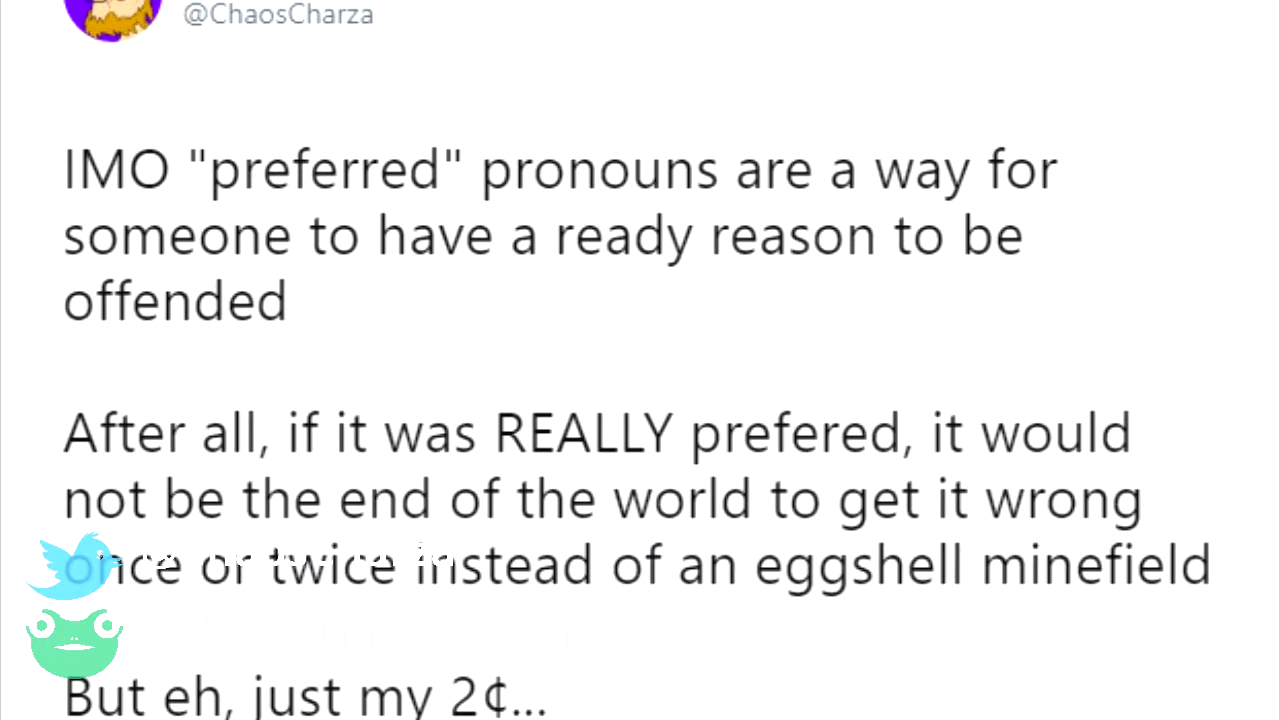 @ChaosCharza
IMO "preferred" pronouns are a way for
someone to have a ready reason to be
offended
After all, if it was REALLY prefered, it would
not be the end of the world to get it wrong
once or twice instead of an eggshell minefield
But eh, just my 2¢...